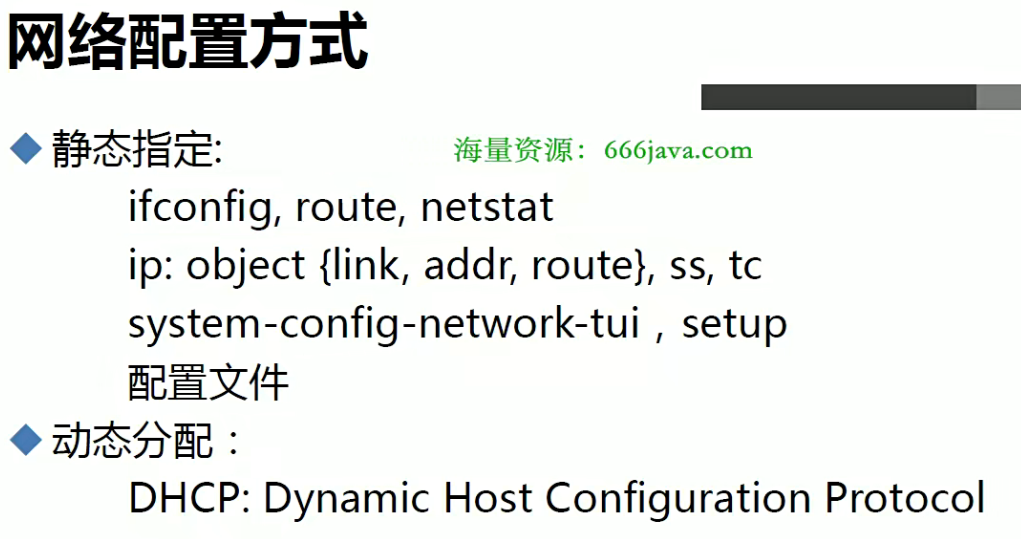 网络配置方式
静态指定:
海量资源：666java.com
ifconfig, route, netstat
ip: object {link, addr, route}, ss, tc
system-config-network-tui，setup
配置文件
动态分配：
DHCP: Dynamic Host Configuration Protocol